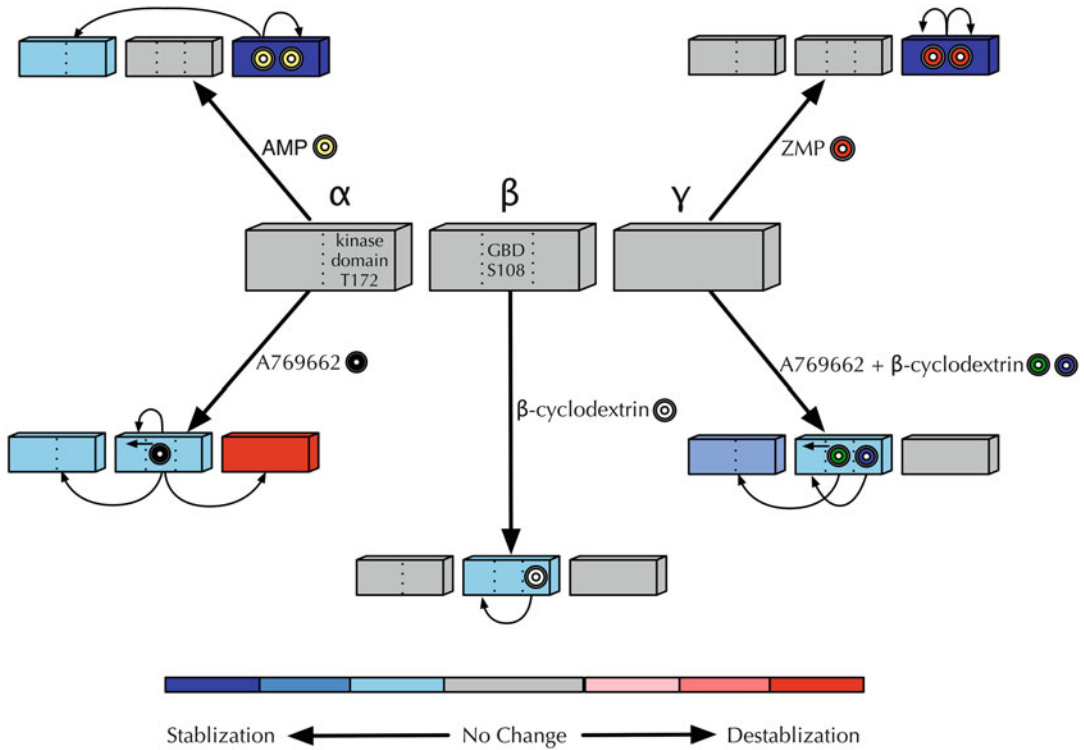 AMP
ZMP
α
β
γ
kinase
domain
T172
GBD
S108
A769662
β-cyclodextrin
A769662 + β-cyclodextrin
Stablization
No Change
Destablization